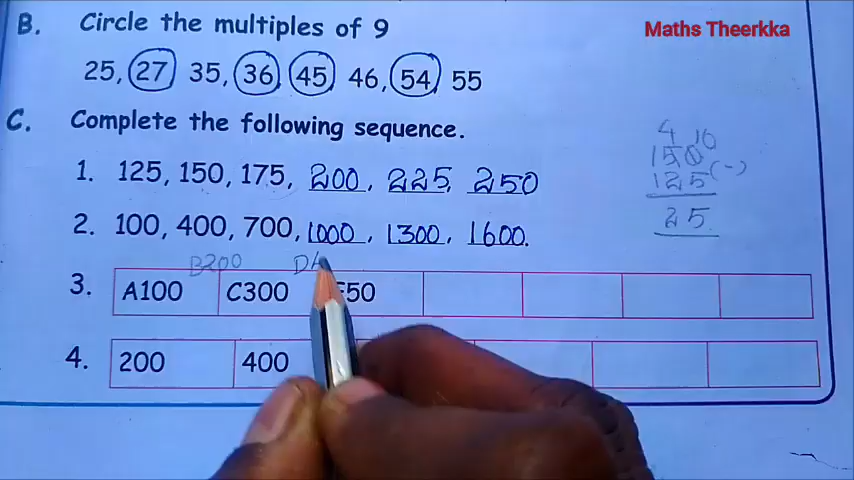 B. Circle the multiples of 9
Maths Theerkka
25, 27 35, 36, 45 46, 54, 55
C. Complete the following sequence.
4 10
150
125 (-)
25
1. 125, 150, 175, 200, 225, 250
2. 100, 400, 700, 1000, 1300, 1600.
B200 D4
3. A100 C300 50
4. 200 400